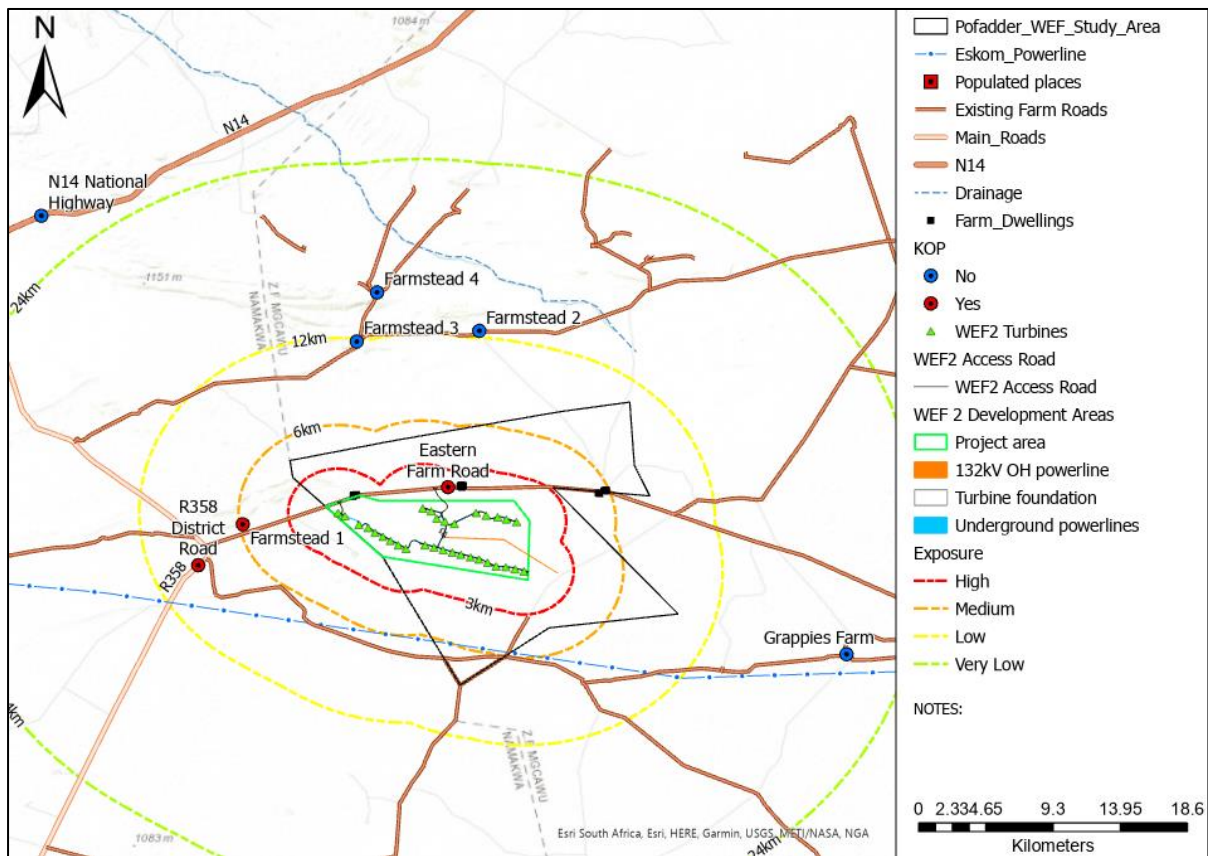 N
1084 m
N14
N14 National
Highway
24km
1151 m
Z F MGCAWU
NAMAKWA
Farmstead 4
Farmstead 3
Farmstead 2
12km
6km
Eastern
Farm Road
R358
District
Road
Farmstead 1
R358
3km
Grappies Farm
4km
Z F MGCAWU
NAMAKWA
1083 m
24km
Esri South Africa, Esri, HERE, Garmin, USGS, METI/NASA, NGA
Pofadder_WEF_Study_Area
Eskom_Powerline
Populated places
Existing Farm Roads
Main_Roads
N14
Drainage
Farm_Dwellings
KOP
No
Yes
WEF2 Turbines
WEF2 Access Road
WEF2 Access Road
WEF 2 Development Areas
Project area
132kV OH powerline
Turbine foundation
Underground powerlines
Exposure
High
Medium
Low
Very Low
NOTES:
0 2.334.65 9.3 13.95 18.6
Kilometers